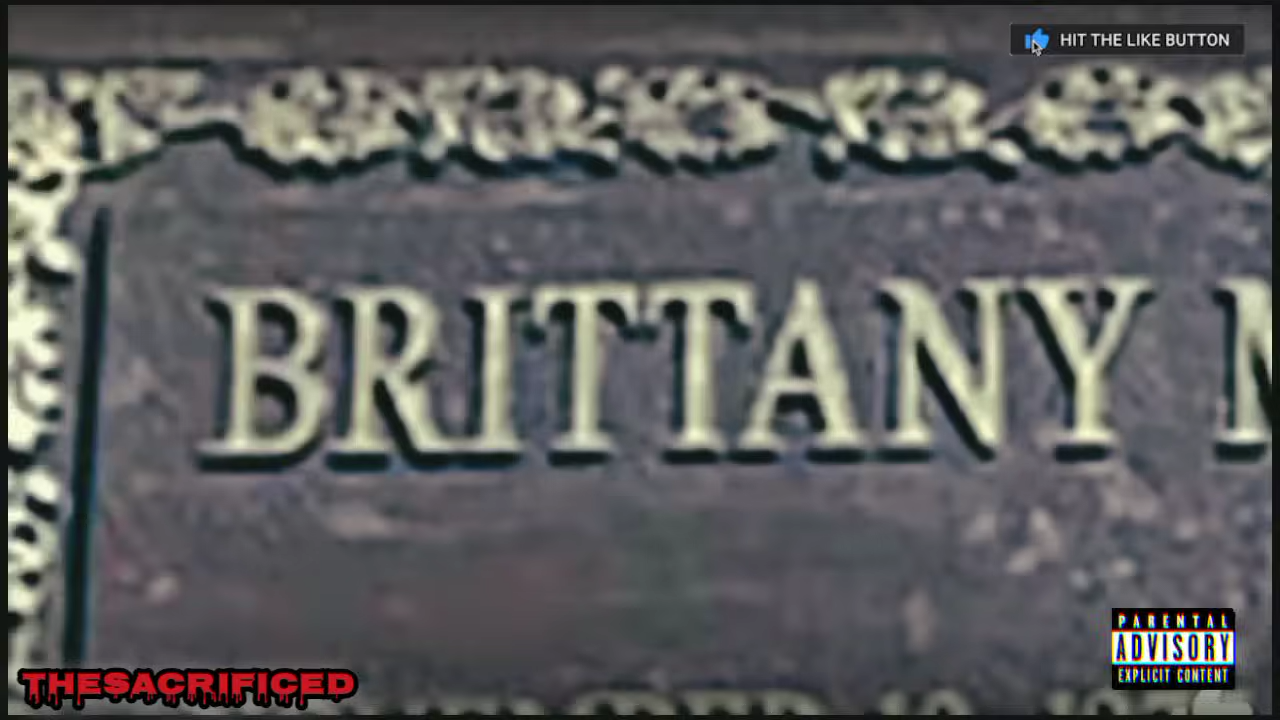 HIT THE LIKE BUTTON
BRITTANY
PARENTAL
ADVISORY
EXPLICIT CONTENT
THESACRIFICED